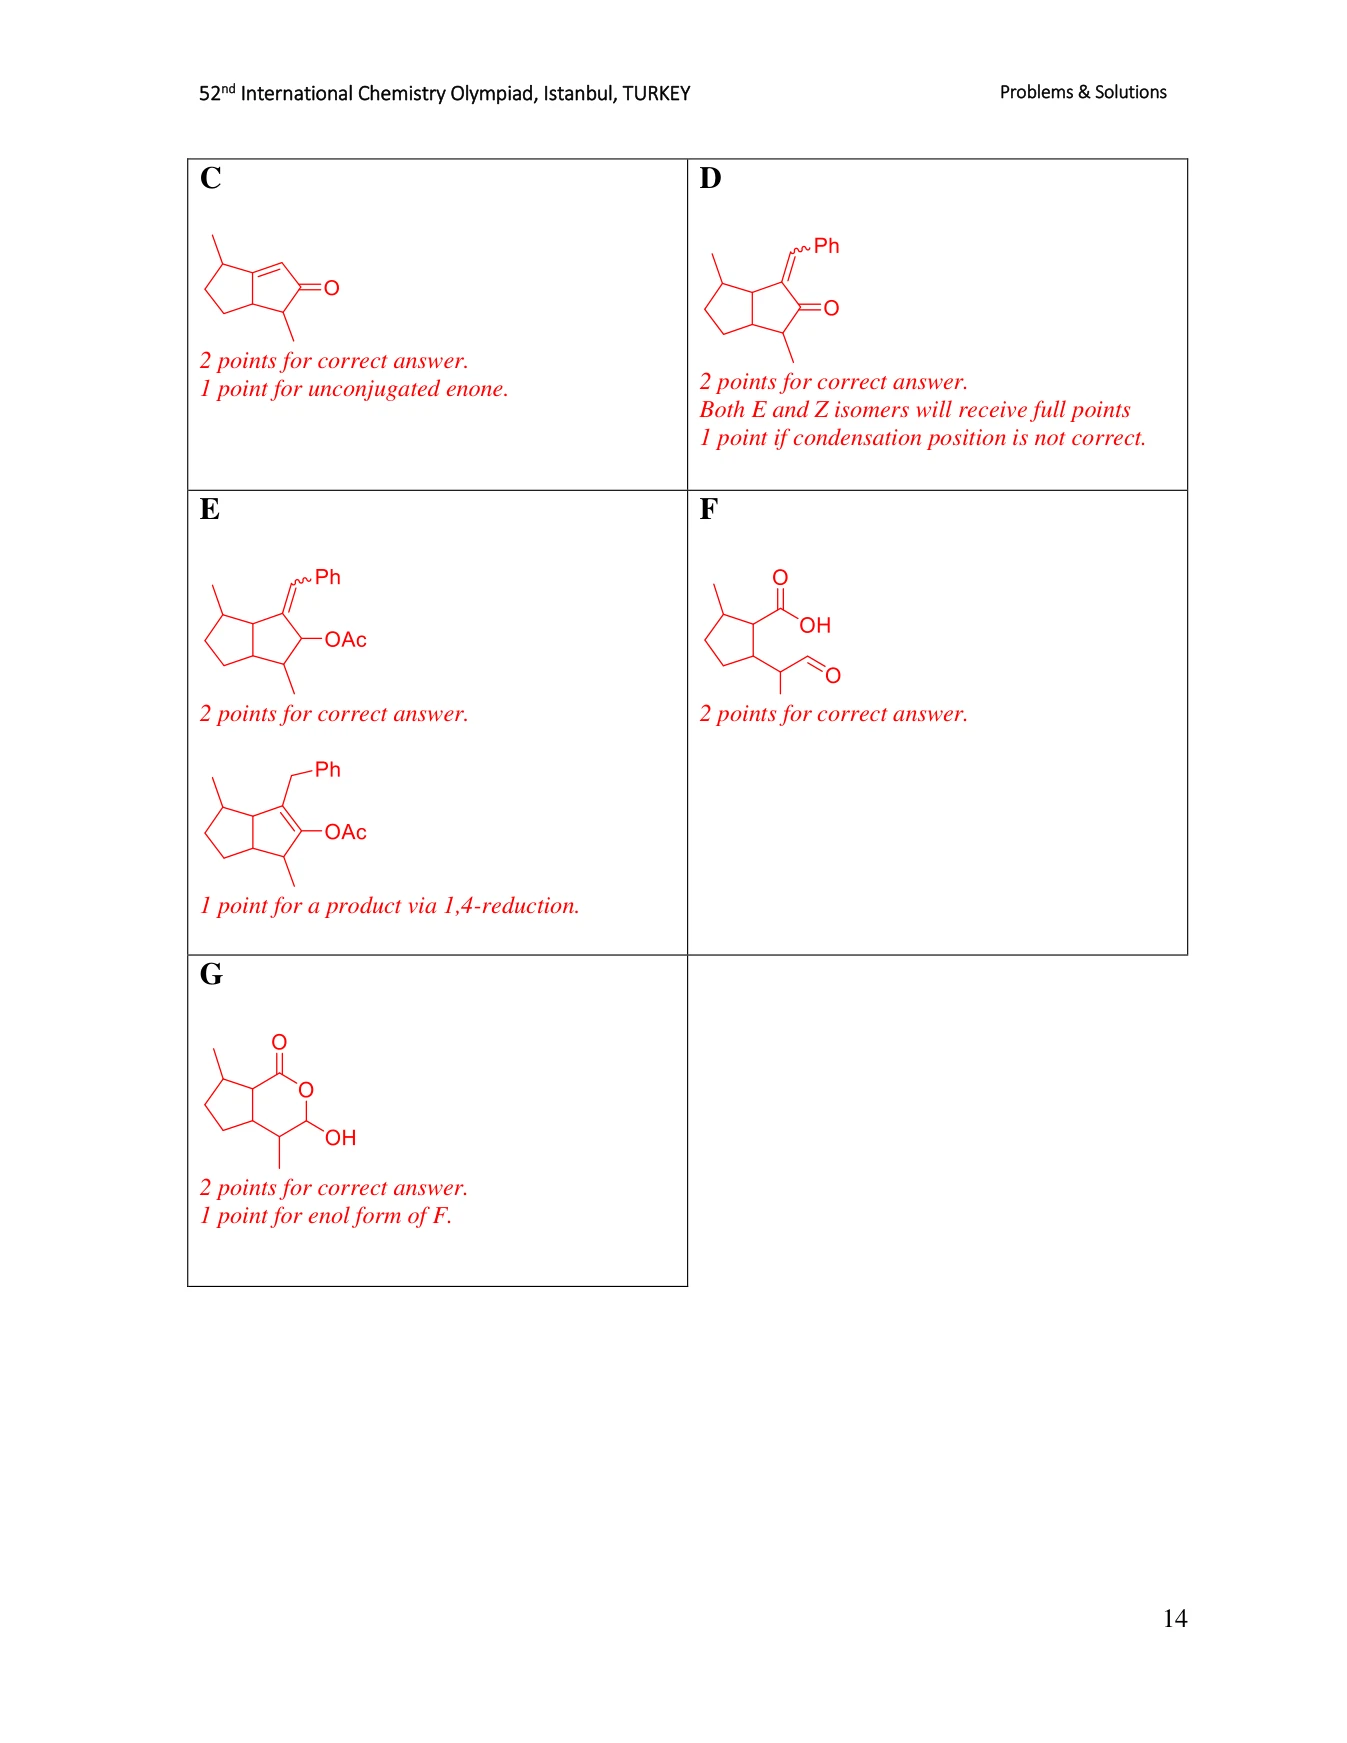 52nd International Chemistry Olympiad, Istanbul, TURKEY
Problems & Solutions
C
O
2 points for correct answer.
1 point for unconjugated enone.
D
Ph
O
2 points for correct answer.
Both E and Z isomers will receive full points
1 point if condensation position is not correct.
E
Ph
OAc
2 points for correct answer.
Ph
OAc
1 point for a product via 1,4-reduction.
F
O
OH
O
2 points for correct answer.
G
O
O
OH
2 points for correct answer.
1 point for enol form of F.
14